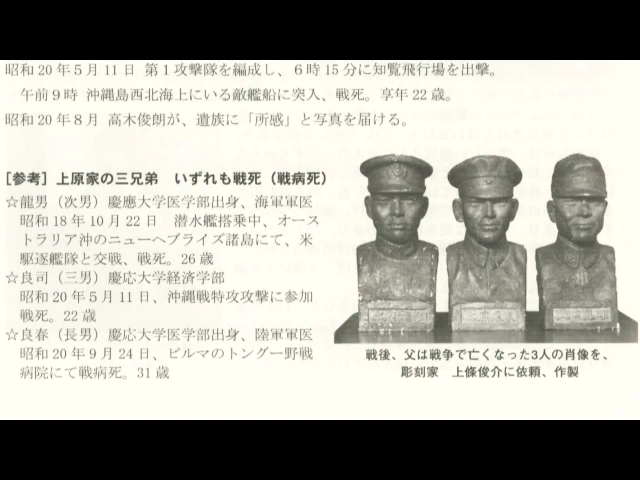 昭和20年5月11日 第1攻撃隊を編成し、6時15分に知覧飛行場を出撃。
午前9時 沖縄島西北海上にいる敵艦船に突入、戦死。享年22歳。
昭和20年8月 高木俊朗が、遺族に「所感」と写真を届ける。
[参考] 上原家の三兄弟 いずれも戦死（戦病死）
☆龍男（次男）慶應大学医学部出身、海軍軍医
昭和18年10月22日 潜水艦搭乗中、オース
トラリア沖のニューヘブライズ諸島にて、米
駆逐艦隊と交戦、戦死。26歳
☆良司（三男）慶応大学経済学部
昭和20年5月11日、沖縄戦特攻攻撃に参加
戦死。22歳
☆良春（長男）慶応大学医学部出身、陸軍軍医
昭和20年9月24日、ビルマのトングー野戦
病院にて戦病死。31歳
戦後、父は戦争で亡くなった3人の肖像を、
彫刻家 上條俊介に依頼、作製